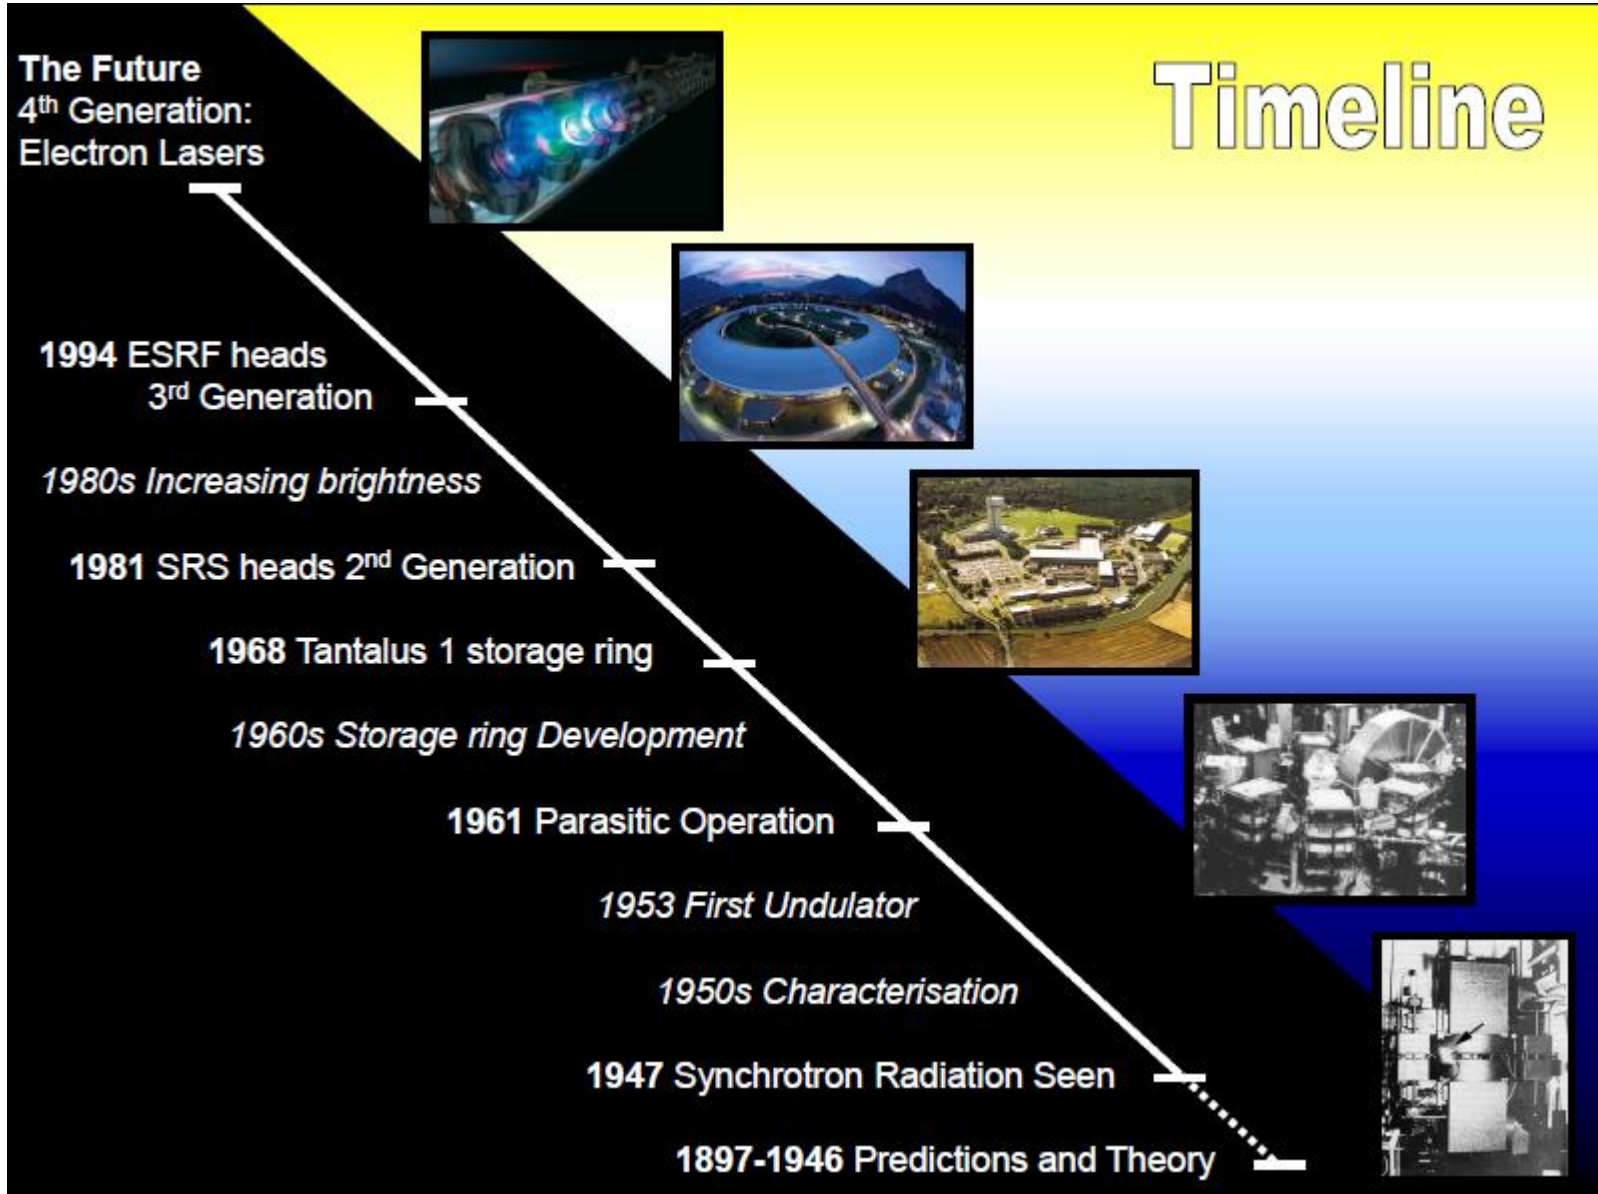 Timeline
The Future
4th Generation:
Electron Lasers
1994 ESRF heads
3rd Generation
1980s Increasing brightness
1981 SRS heads 2nd Generation
1968 Tantalus 1 storage ring
1960s Storage ring Development
1961 Parasitic Operation
1953 First Undulator
1950s Characterisation
1947 Synchrotron Radiation Seen
1897-1946 Predictions and Theory